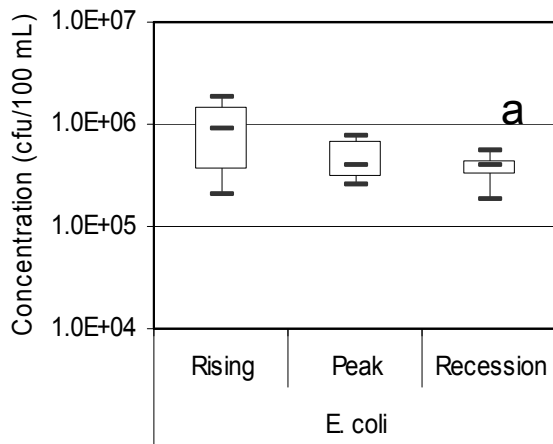 Concentration (cfu/100 mL)
1.0E+07
1.0E+06
1.0E+05
1.0E+04
a
Rising Peak Recession
E. coli